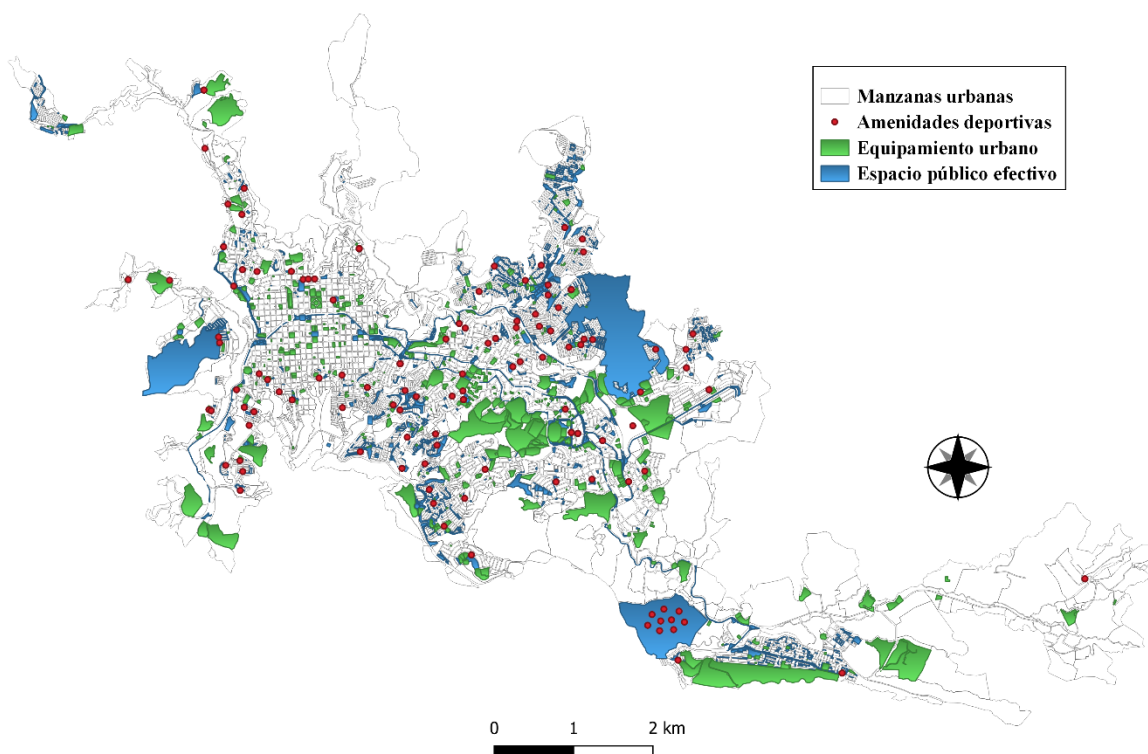 Manzanas urbanas
Amenidades deportivas
Equipamiento urbano
Espacio público efectivo
0 1 2 km